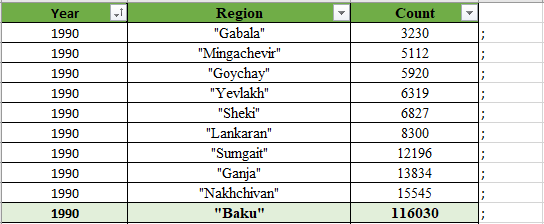 Year Region Count
1990 "Gabala" 3230 ;
1990 "Mingachevir" 5112 ;
1990 "Goychay" 5920 ;
1990 "Yevlakh" 6319 ;
1990 "Sheki" 6827 ;
1990 "Lankaran" 8300 ;
1990 "Sumgait" 12196 ;
1990 "Ganja" 13834 ;
1990 "Nakhchivan" 15545 ;
1990 "Baku" 116030 ;